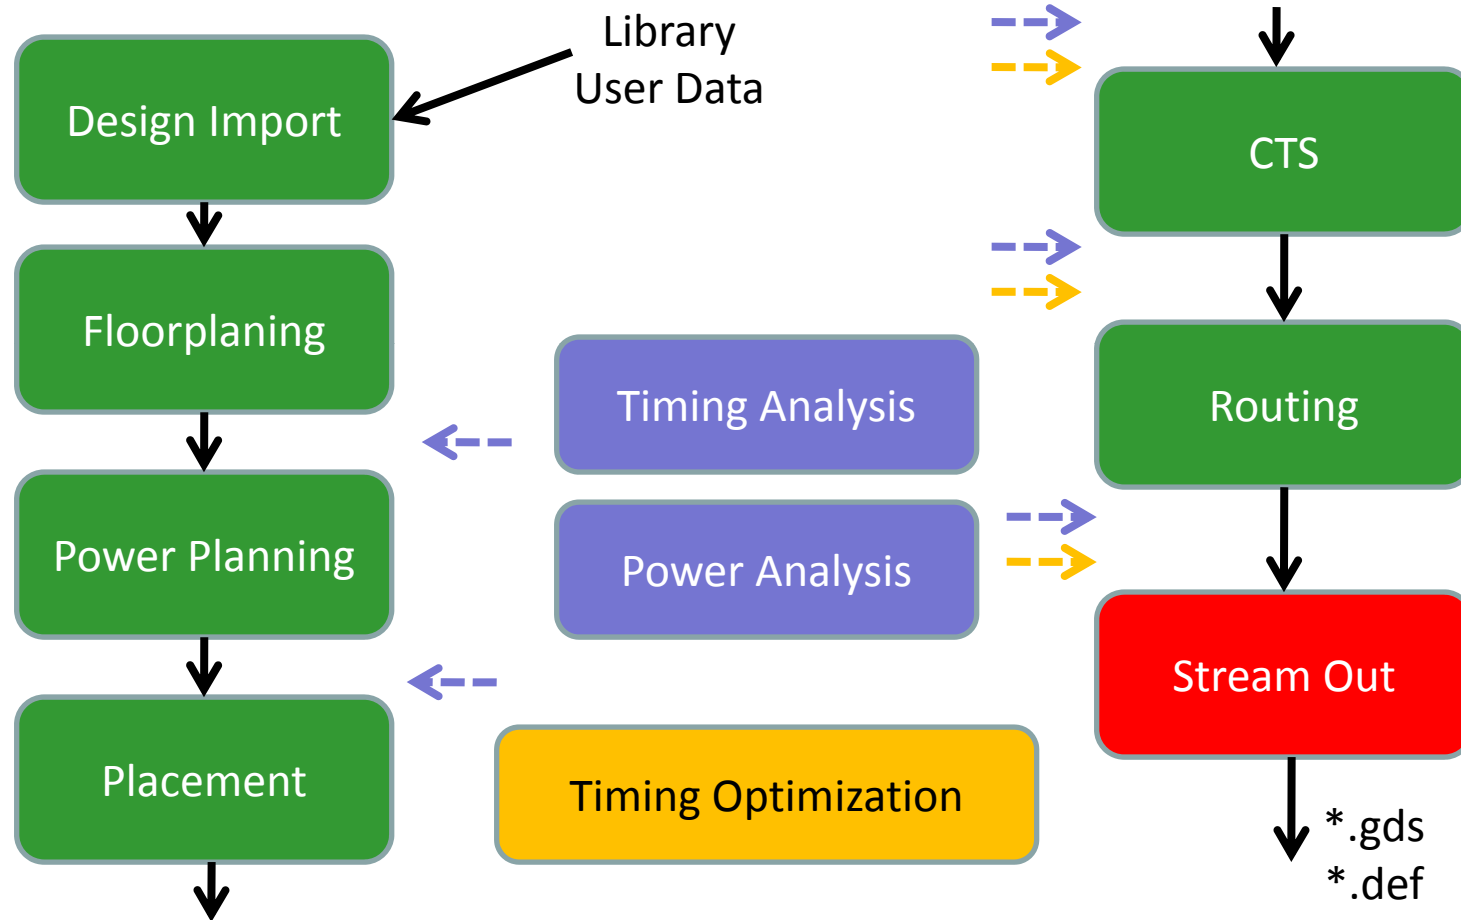 Library
User Data
Design Import
Floorplaning
Power Planning
Placement
Timing Analysis
Power Analysis
Timing Optimization
CTS
Routing
Stream Out
*.gds
*.def